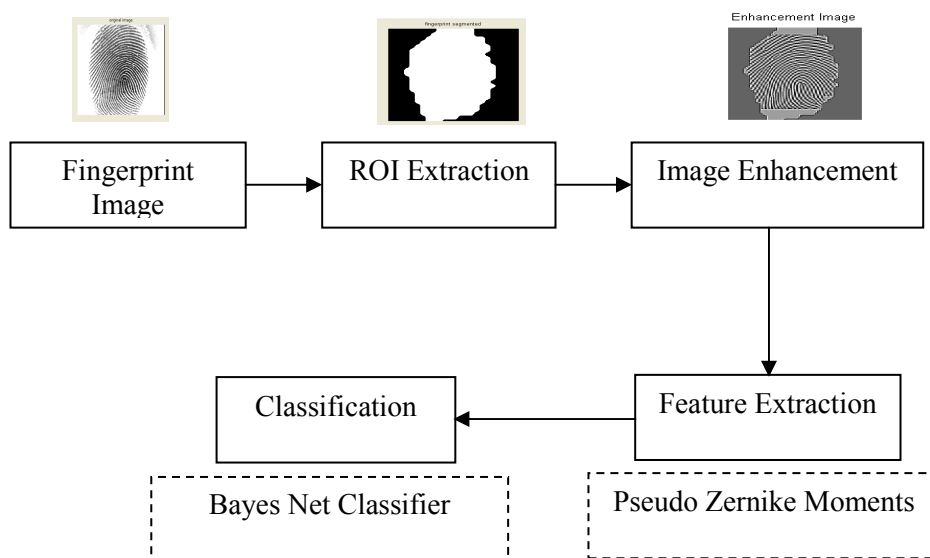 original image
fingerprint segmented
Enhancement Image
Fingerprint
Image
ROI Extraction
Image Enhancement
Classification
Feature Extraction
Bayes Net Classifier
Pseudo Zernike Moments